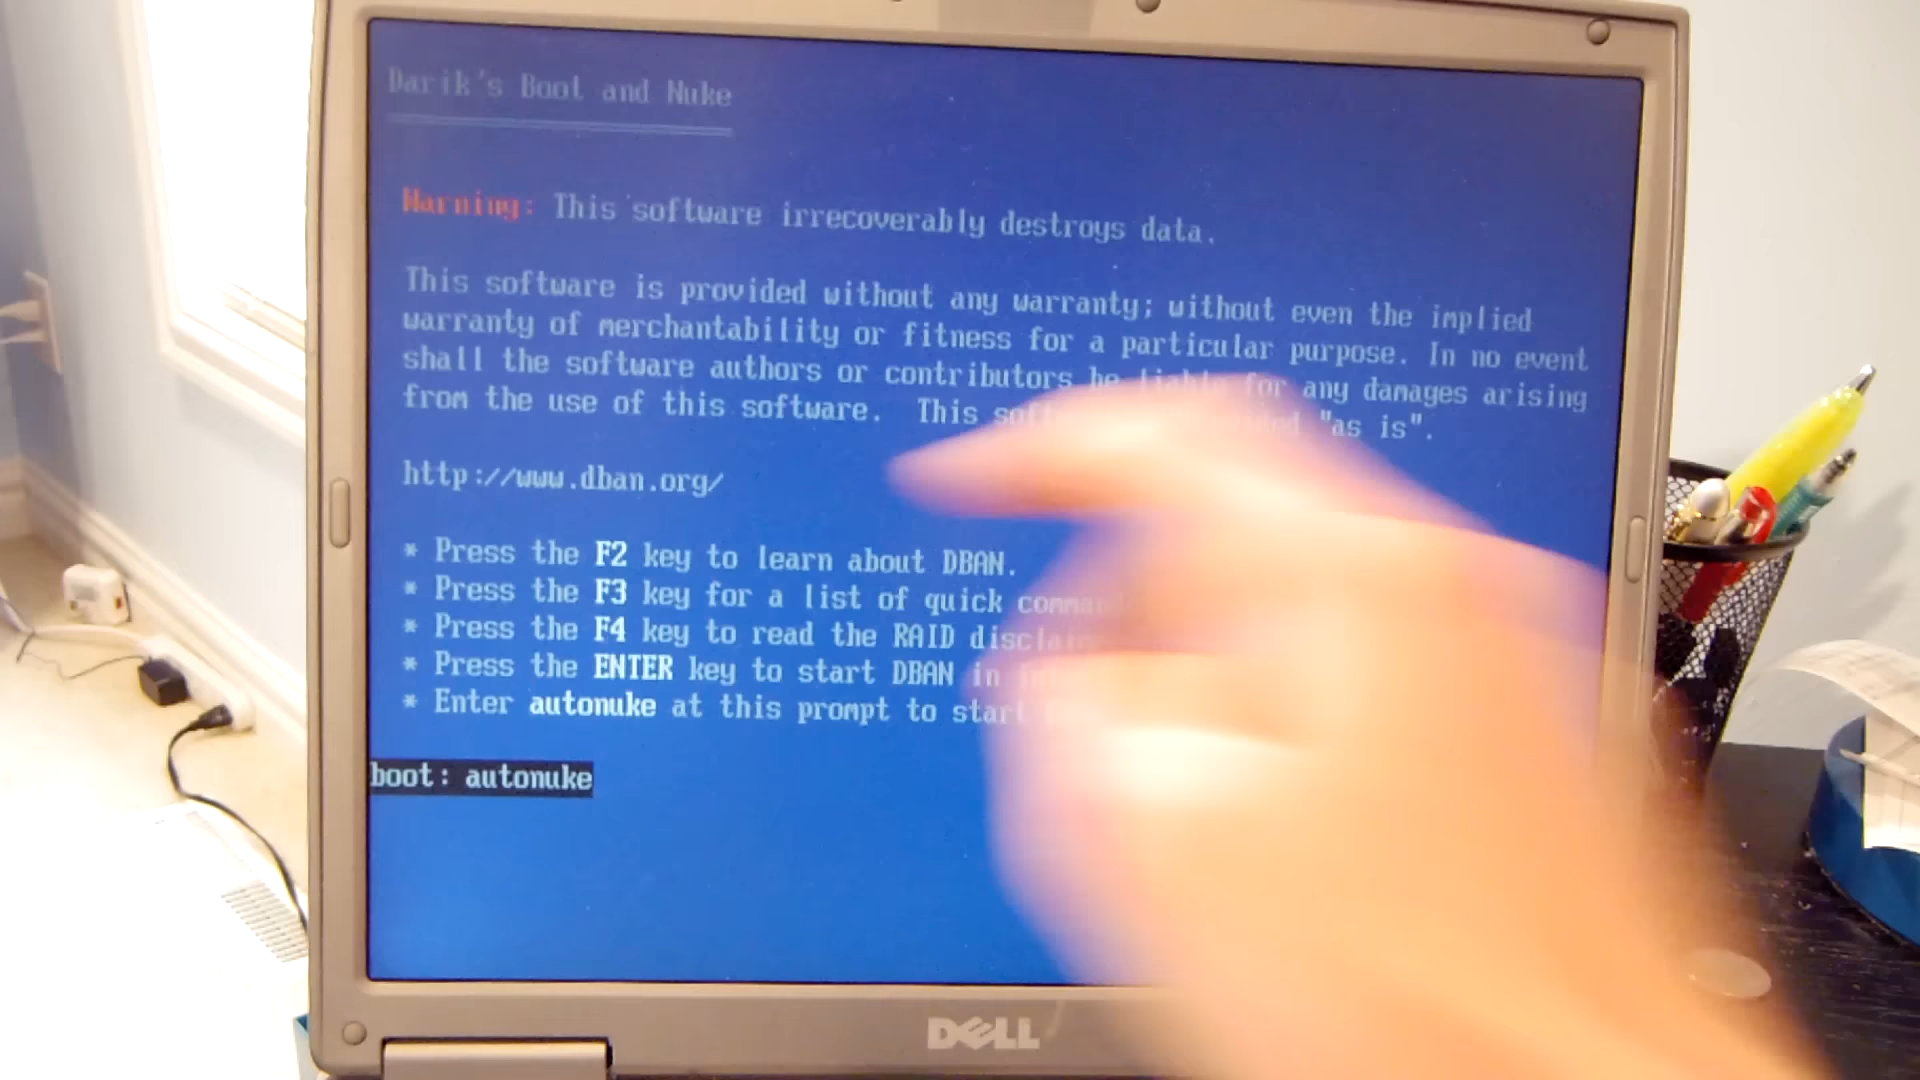 Darik's Boot and Nuke
Warning: This software irrecoverably destroys data.
This software is provided without any warranty; without even the implied
warranty of merchantability or fitness for a particular purpose. In no event
shall the software authors or contributors be liable for any damages arising
from the use of this software. This "as is".
http://www.dban.org/
* Press the F2 key to learn about DBAN.
* Press the F3 key for a list of quick
* Press the F4 key to read the RAID
* Press the ENTER key to start DBAN in
* Enter autonuke at this prompt to start
boot: autonuke
DELL